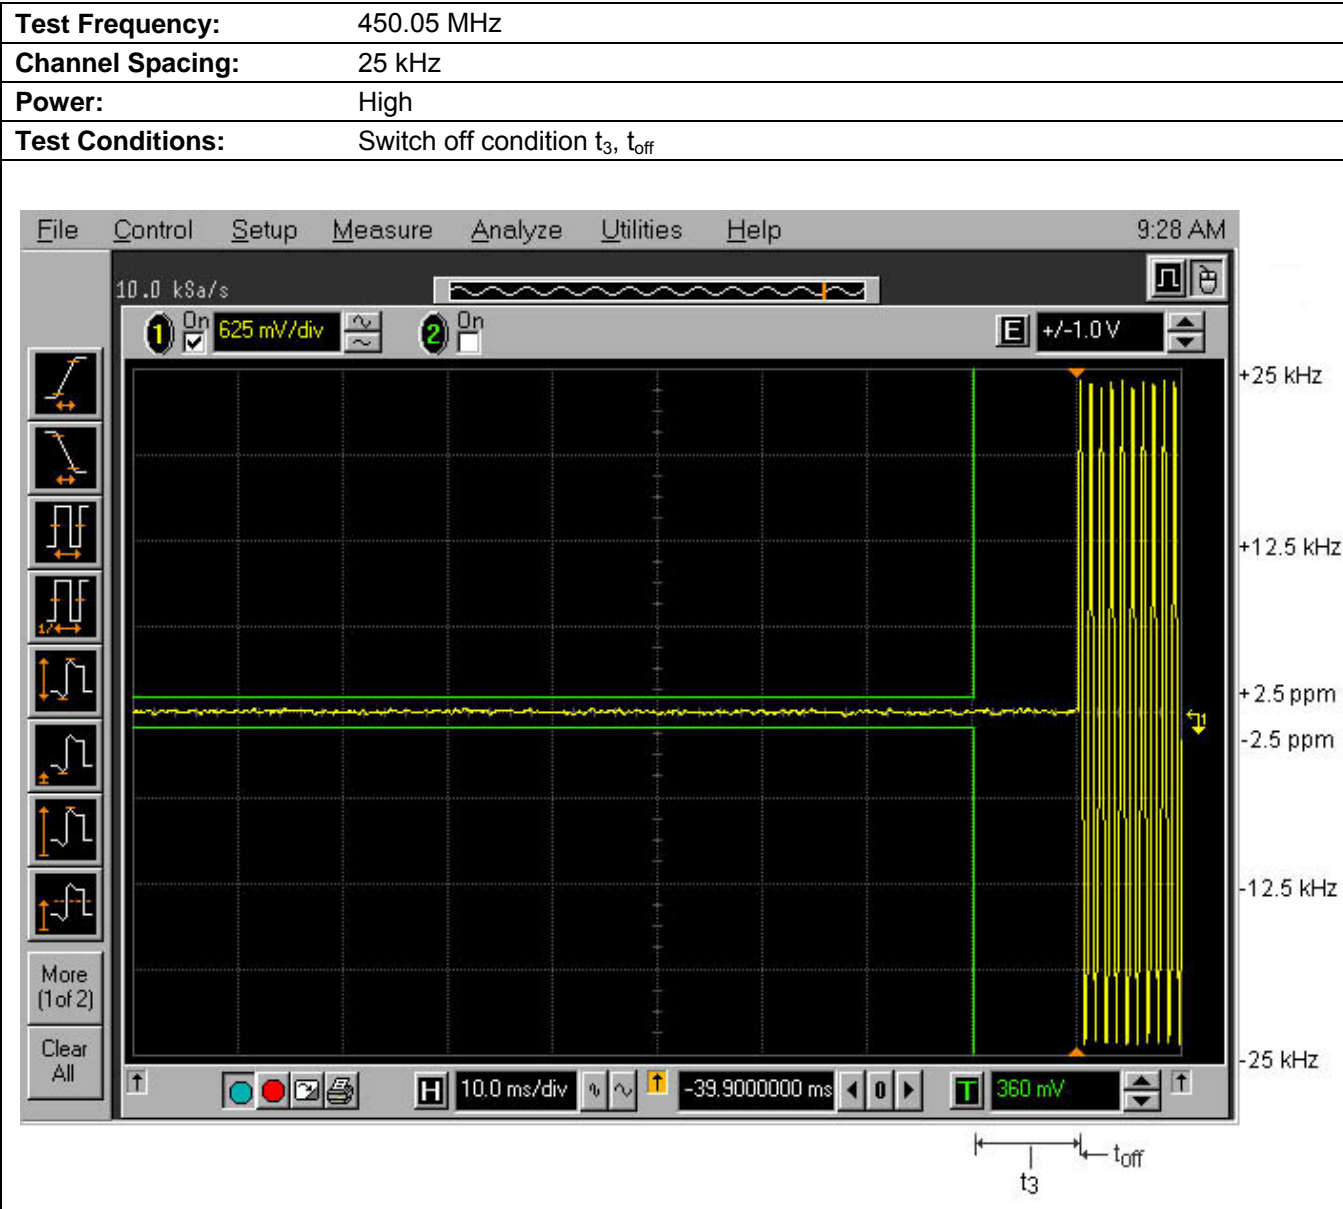 Test Frequency: 450.05 MHz
Channel Spacing: 25 kHz
Power: High
Test Conditions: Switch off condition t3, toff
File Control Setup Measure Analyze Utilities Help 9:28 AM
10.0 kSa/s
1 On 625 mV/div 2 On E +/-1.0 V
+25 kHz
+12.5 kHz
+2.5 ppm
-2.5 ppm
-12.5 kHz
-25 kHz
1/
More
(1of 2)
Clear
All
H 10.0 ms/div -39.9000000 ms 0 T 360 mV
toff
t3